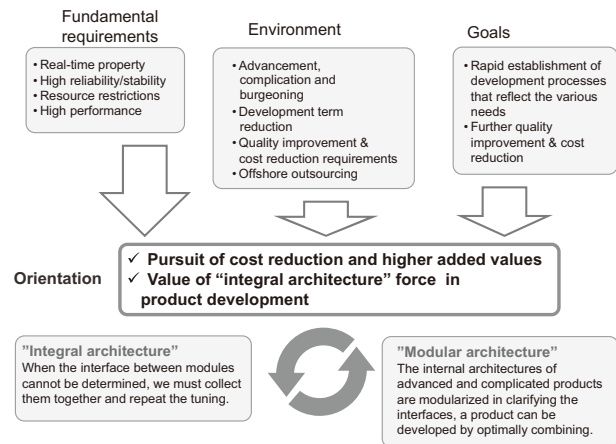 Fundamental
requirements
• Real-time property
• High reliability/stability
• Resource restrictions
• High performance
Environment
• Advancement,
complication and
burgeoning
• Development term
reduction
• Quality improvement &
cost reduction requirements
• Offshore outsourcing
Goals
• Rapid establishment of
development processes
that reflect the various
needs
• Further quality
improvement & cost
reduction
Orientation
✓ Pursuit of cost reduction and higher added values
✓ Value of “integral architecture” force in
product development
”Integral architecture”
When the interface between modules
cannot be determined, we must collect
them together and repeat the tuning.
”Modular architecture”
The internal architectures of
advanced and complicated products
are modularized in clarifying the
interfaces, a product can be
developed by optimally combining.